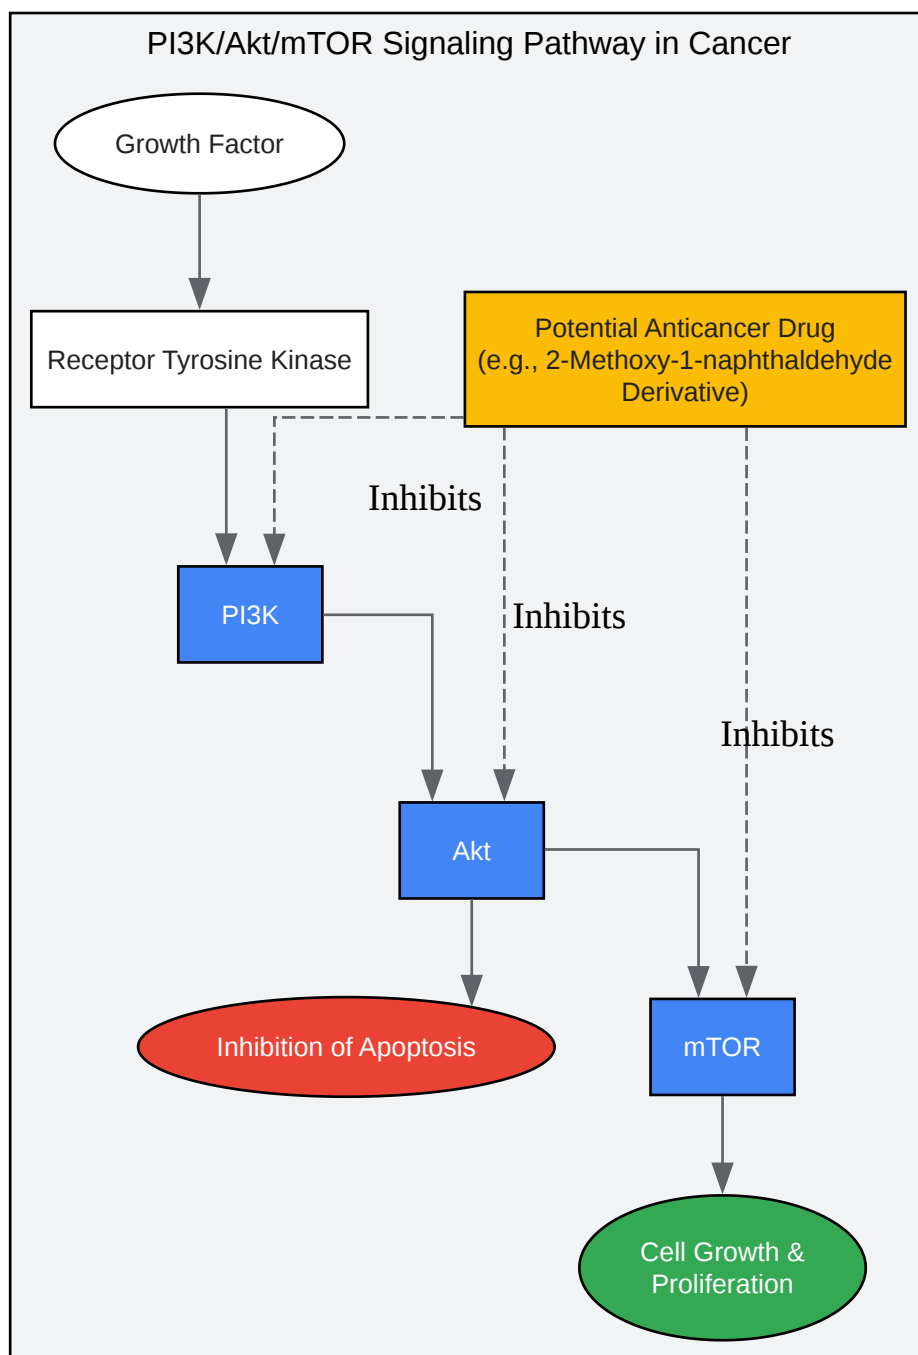 PI3K/Akt/mTOR Signaling Pathway in Cancer
Growth Factor
Receptor Tyrosine Kinase
Potential Anticancer Drug
(e.g., 2-Methoxy-1-naphthaldehyde
Derivative)
Inhibits
PI3K
Inhibits
Inhibits
Akt
Inhibition of Apoptosis
mTOR
Cell Growth &
Proliferation